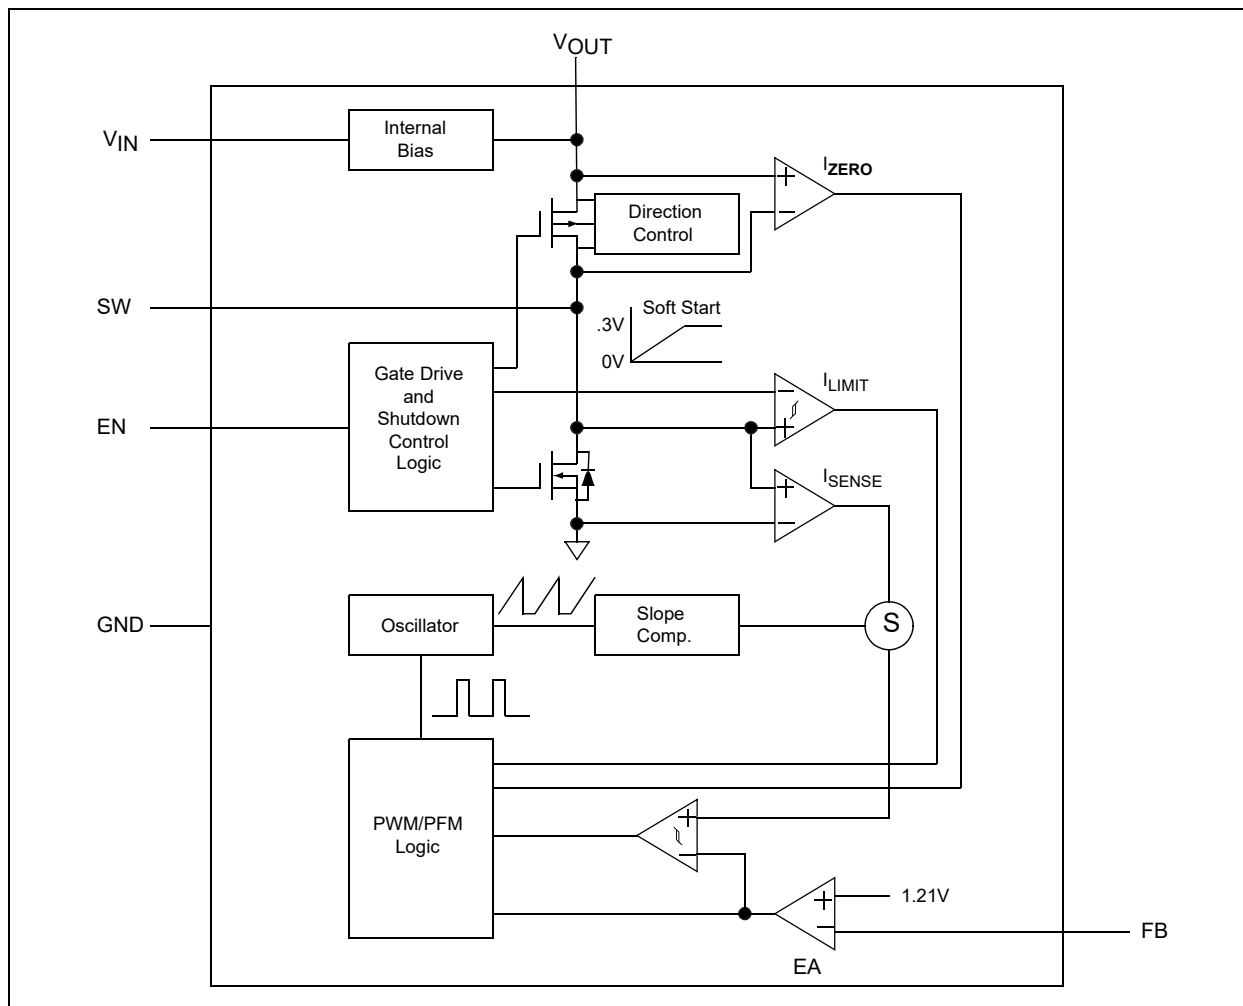 VOUT
VIN
Internal
Bias
IZERO
Direction
Control
SW
Soft Start
.3V
0V
Gate Drive
and
Shutdown
Control
Logic
ILIMIT
EN
ISENSE
GND
Oscillator
Slope
Comp.
S
PWM/PFM
Logic
1.21V
FB
EA